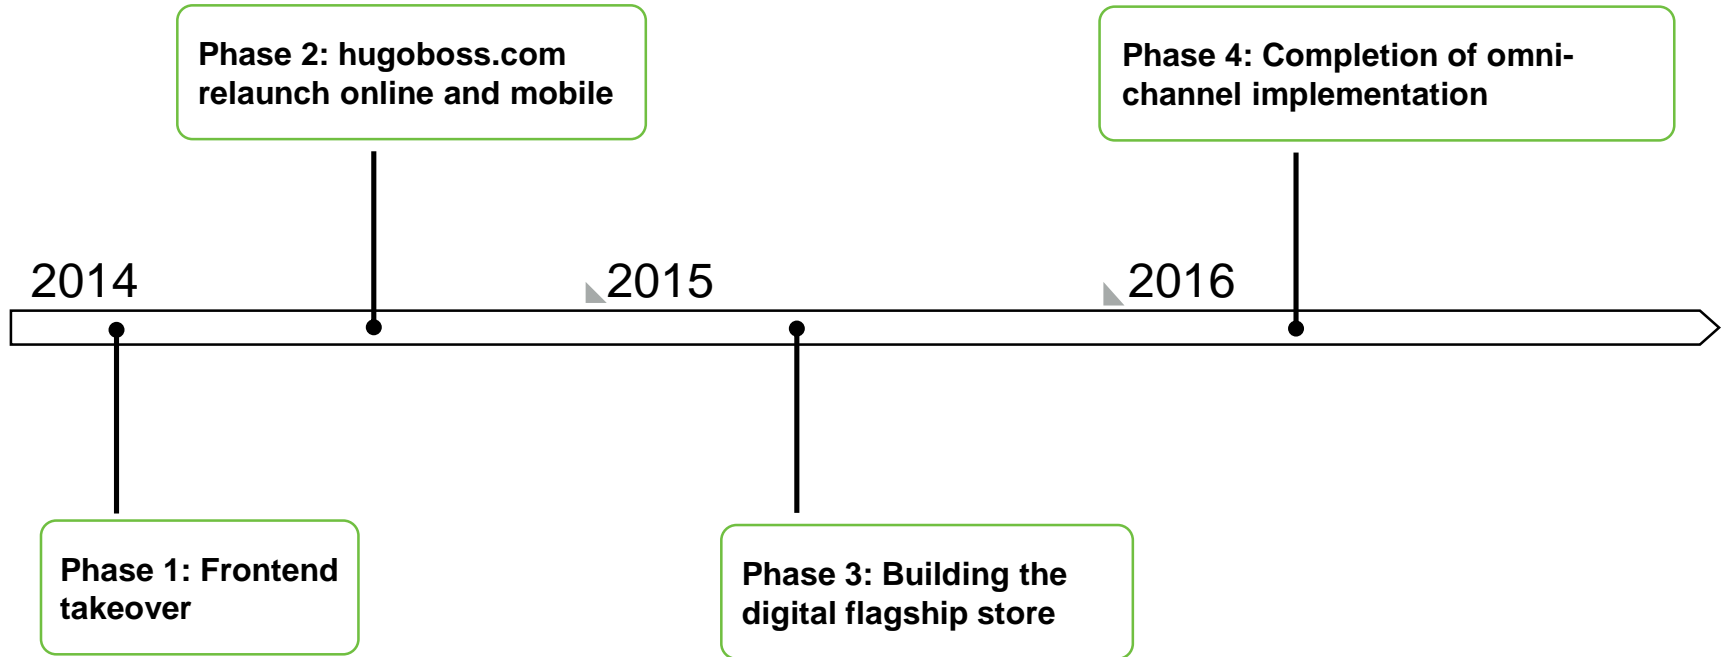 Phase 2: hugoboss.com
relaunch online and mobile
Phase 4: Completion of omni-
channel implementation
2014
2015
2016
Phase 1: Frontend
takeover
Phase 3: Building the
digital flagship store